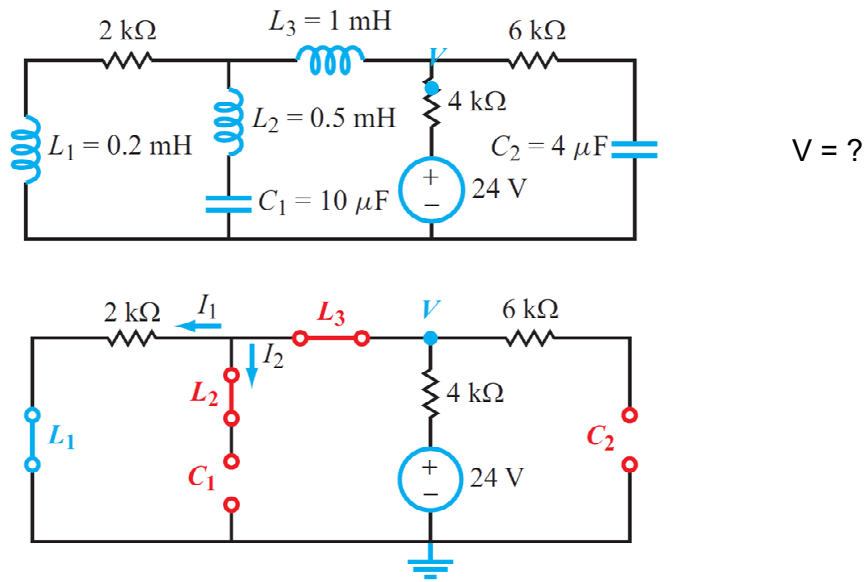 L₃ = 1 mH
2 kΩ
V
6 kΩ
4 kΩ
L₂ = 0.5 mH
L₁ = 0.2 mH
C₂ = 4 μF
V = ?
+
−
24 V
C₁ = 10 μF
2 kΩ
I₁
L₃
V
6 kΩ
I₂
L₂
4 kΩ
L₁
C₂
C₁
+
−
24 V